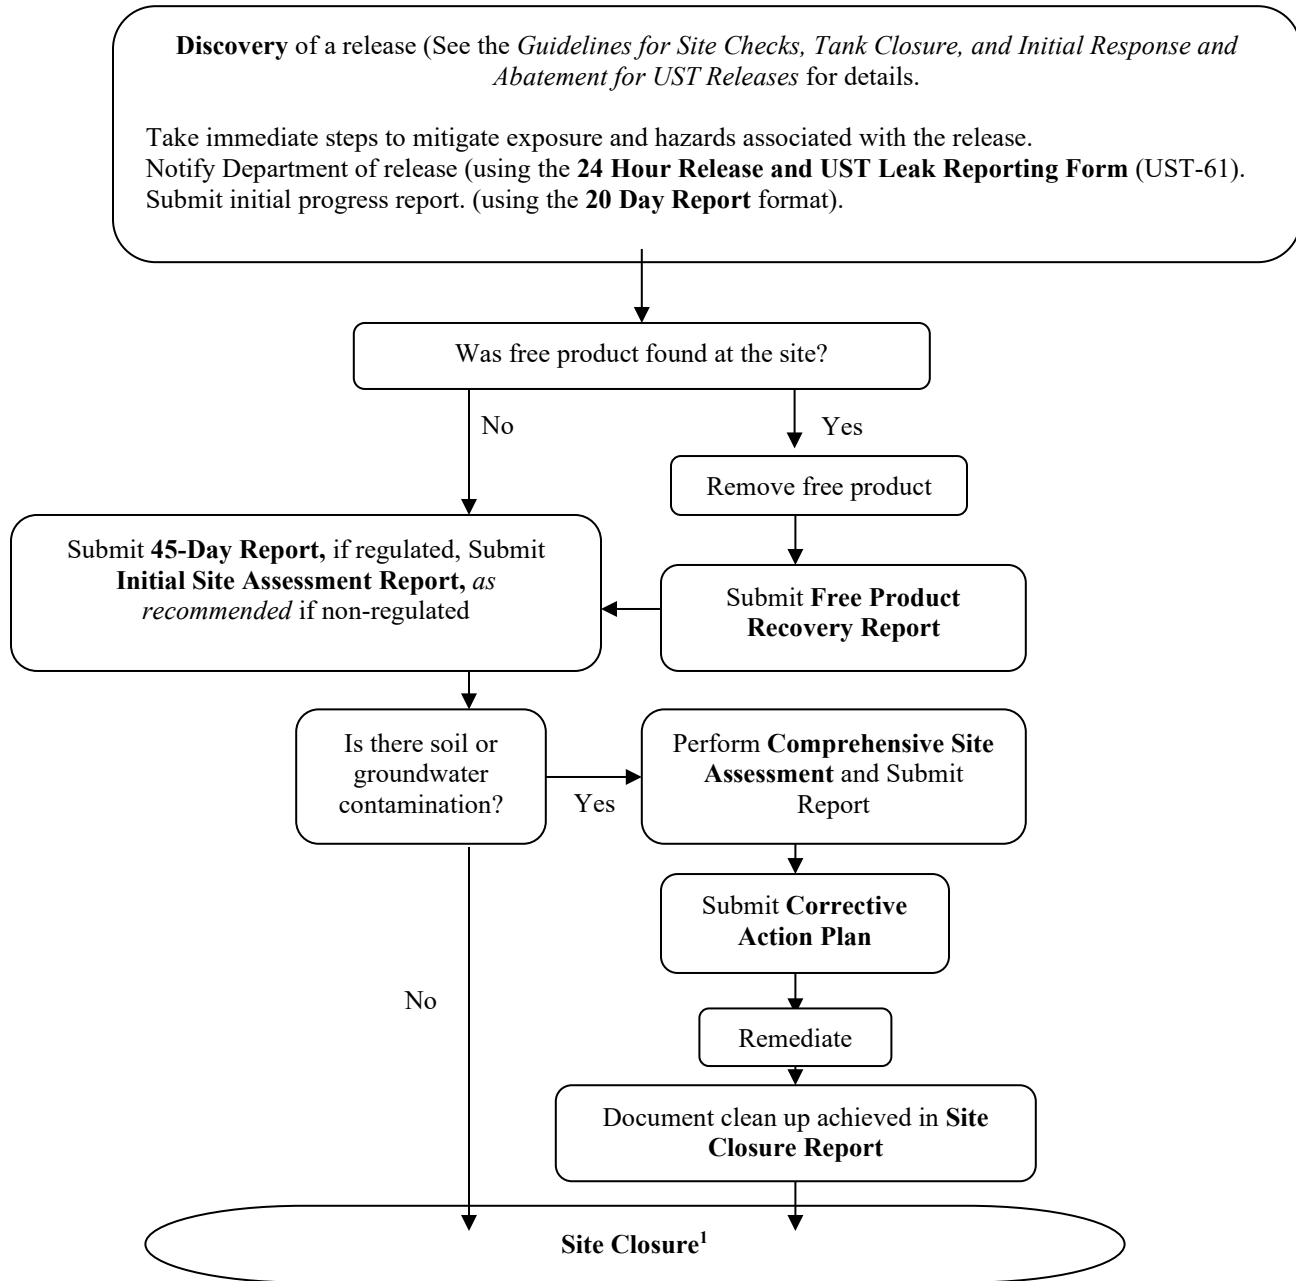 Discovery of a release (See the Guidelines for Site Checks, Tank Closure, and Initial Response and
Abatement for UST Releases for details.
Take immediate steps to mitigate exposure and hazards associated with the release.
Notify Department of release (using the 24 Hour Release and UST Leak Reporting Form (UST-61).
Submit initial progress report. (using the 20 Day Report format).
Was free product found at the site?
No
Yes
Remove free product
Submit 45-Day Report, if regulated, Submit
Initial Site Assessment Report, as
recommended if non-regulated
Submit Free Product
Recovery Report
Is there soil or
groundwater
contamination?
Yes
Perform Comprehensive Site
Assessment and Submit
Report
Submit Corrective
Action Plan
No
Remediate
Document clean up achieved in Site
Closure Report
Site Closure1